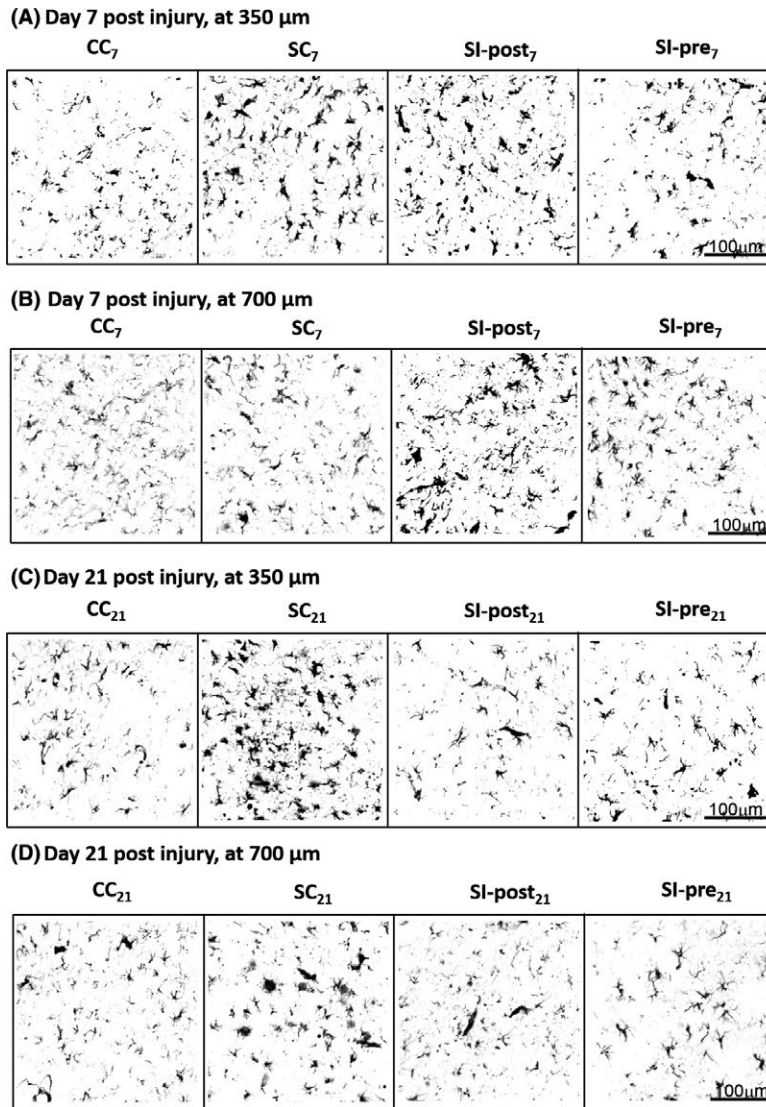 (A) Day 7 post injury, at 350 µm
CC₇ SC₇ SI-post₇ SI-pre₇
100µm
(B) Day 7 post injury, at 700 µm
CC₇ SC₇ SI-post₇ SI-pre₇
100µm
(C) Day 21 post injury, at 350 µm
CC₂₁ SC₂₁ SI-post₂₁ SI-pre₂₁
100µm
(D) Day 21 post injury, at 700 µm
CC₂₁ SC₂₁ SI-post₂₁ SI-pre₂₁
100µm